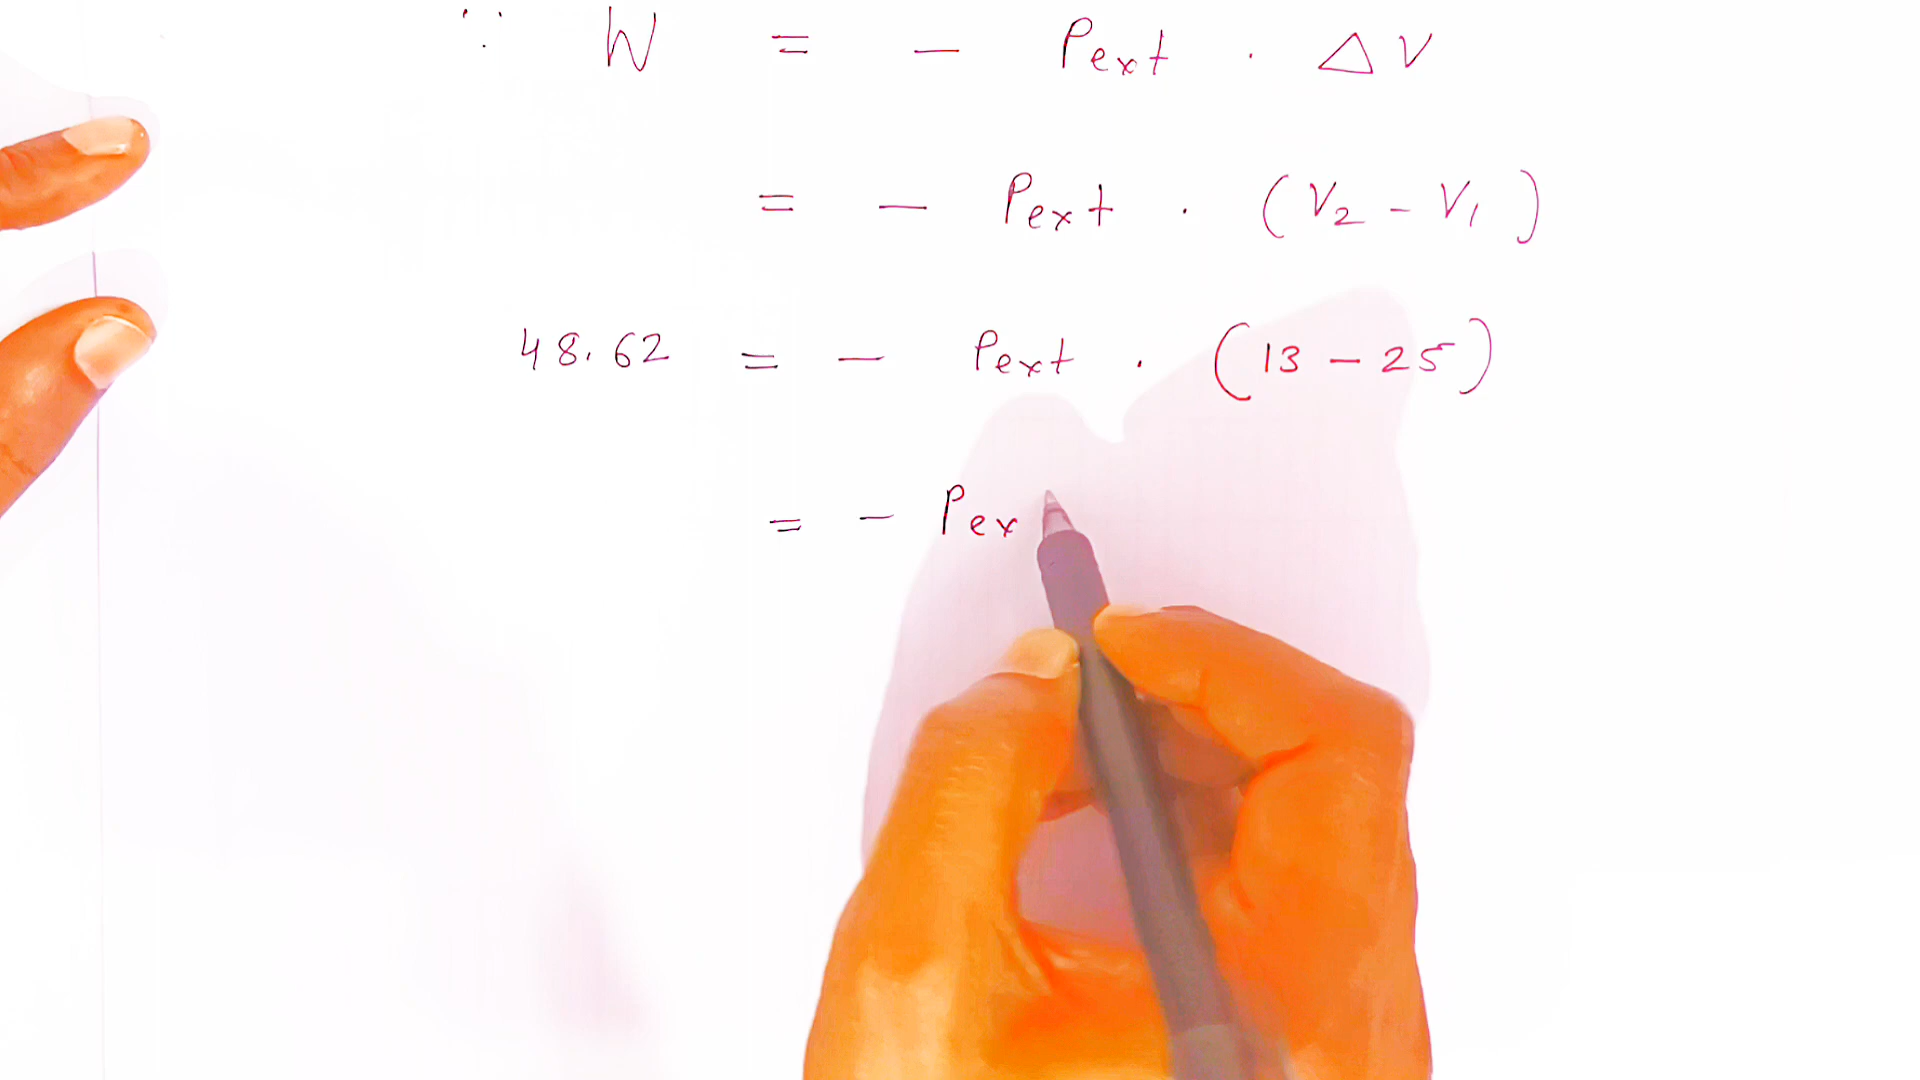 ∵ W = - Pext . ΔV
= - Pext . (V2 - V1)
48.62 = - Pext . (13 - 25)
= - Pex